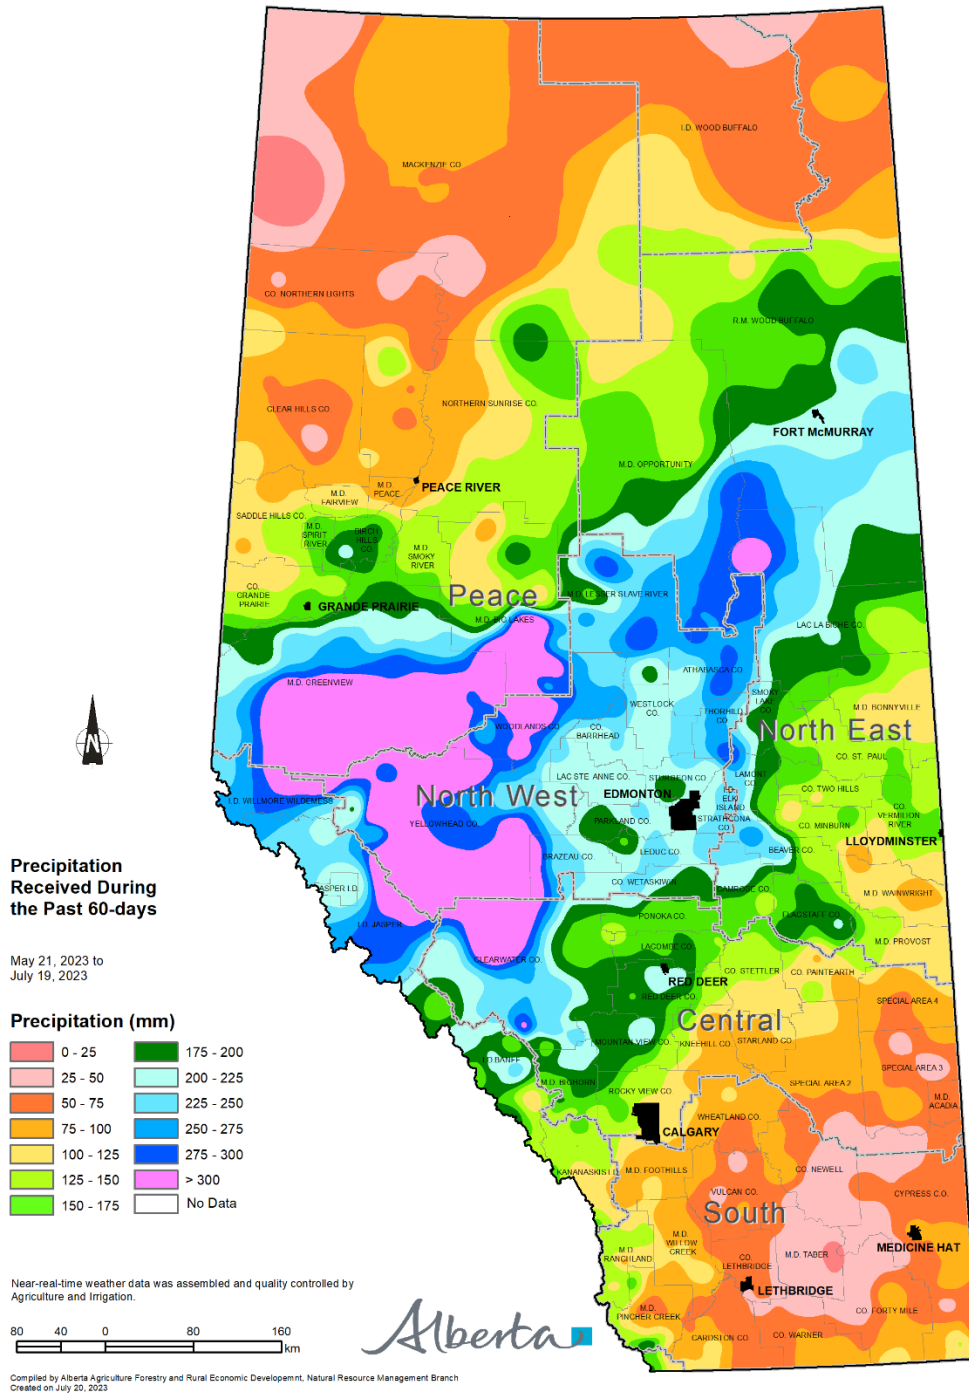 MACKENZIE CO.
I.D. WOOD BUFFALO
CO. NORTHERN LIGHTS
R.M. WOOD BUFFALO
CLEAR HILLS CO.
NORTHERN SUNRISE CO.
FORT McMURRAY
M.D. OPPORTUNITY
PEACE RIVER
M.D.
PEACE
M.D.
FAIRVIEW
SADDLE HILLS CO.
M.D.
SPIRIT
RIVER
BIRCH
HILLS
CO.
M.D.
SMOKY
RIVER
CO.
GRANDE
PRAIRIE
GRANDE PRAIRIE
Peace
M.D. LESSER SLAVE RIVER
M.D. BIG LAKES
LAC LA BICHE CO.
ATHABASCA CO.
M.D. GREENVIEW
SMOKY
LAKE
CO.
WESTLOCK
CO.
THORHILD
CO.
M.D. BONNYVILLE
WOODLANDS CO.
CO.
BARRHEAD
North East
CO. ST. PAUL
LAC STE ANNE CO.
STURGEON CO.
LAMONT
CO.
North West
EDMONTON
I.D.
ELK
ISLAND
CO. TWO HILLS
I.D. WILLMORE WILDERNESS
YELLOWHEAD CO.
PARKLAND CO.
STRATHCONA
CO.
CO. MINBURN
CO.
VERMILION
RIVER
LLOYDMINSTER
BRAZEAU CO.
LEDUC CO.
BEAVER CO.
CO. WETASKIWIN
JASPER I.D.
CAMROSE CO.
M.D. WAINWRIGHT
I.D. JASPER
PONOKA CO.
FLAGSTAFF CO.
M.D. PROVOST
LACOMBE CO.
CLEARWATER CO.
RED DEER
CO. STETTLER
CO. PAINTEARTH
RED DEER CO.
SPECIAL AREA 4
Central
MOUNTAIN VIEW CO.
KNEEHILL CO.
STARLAND CO.
I.D. BANFF
SPECIAL AREA 3
M.D. BIGHORN
SPECIAL AREA 2
ROCKY VIEW CO.
M.D.
ACADIA
WHEATLAND CO.
CALGARY
KANANASKIS I.D.
M.D. FOOTHILLS
CO. NEWELL
VULCAN CO.
CYPRESS CO.
South
M.D.
WILLOW
CREEK
M.D.
RANCHLAND
CO.
LETHBRIDGE
M.D. TABER
MEDICINE HAT
LETHBRIDGE
M.D.
PINCHER CREEK
CO. FORTY MILE
CARDSTON CO.
CO. WARNER
N
Precipitation
Received During
the Past 60-days
May 21, 2023 to
July 19, 2023
Precipitation (mm)
0 - 25
175 - 200
25 - 50
200 - 225
50 - 75
225 - 250
75 - 100
250 - 275
100 - 125
275 - 300
125 - 150
> 300
150 - 175
No Data
Near-real-time weather data was assembled and quality controlled by
Agriculture and Irrigation.
80 40 0 80 160
km
Alberta
Compiled by Alberta Agriculture Forestry and Rural Economic Developemnt, Natural Resource Management Branch
Created on July 20, 2023